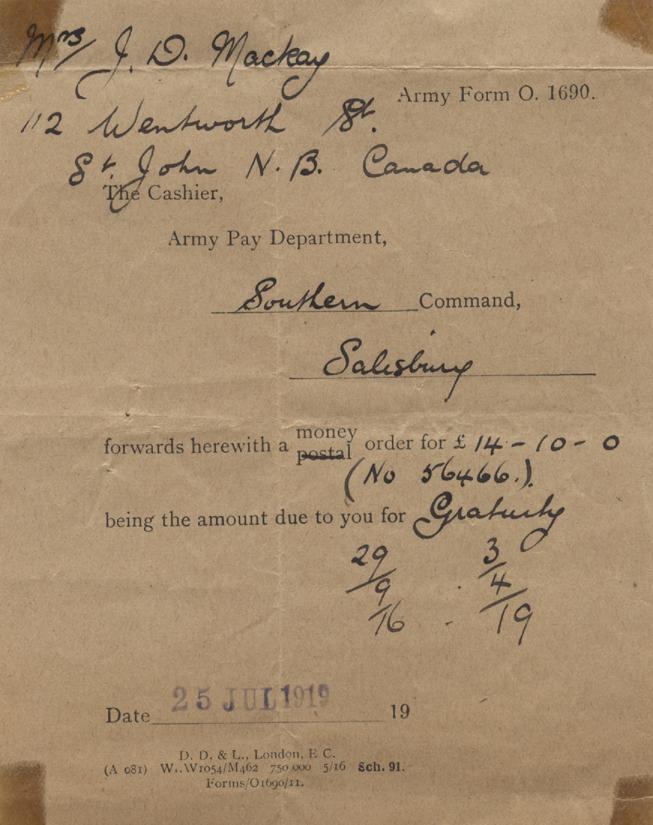 Mrs/ J. D. Mackay
Army Form O. 1690.
112 Wentworth St.
St. John N.B. Canada
The Cashier,
Army Pay Department,
Southern Command,
Salisbury
forwards herewith a money postal order for £ 14-10-0
(No 56466.).
being the amount due to you for Gratuity
29/9/16 - 3/4/19
Date 25 JUL 1919 19
D. D. & L., London, E C.
(A 081) Wt.W1054/M462 750 000 5/16 Sch. 91.
Forms/O1690/11.